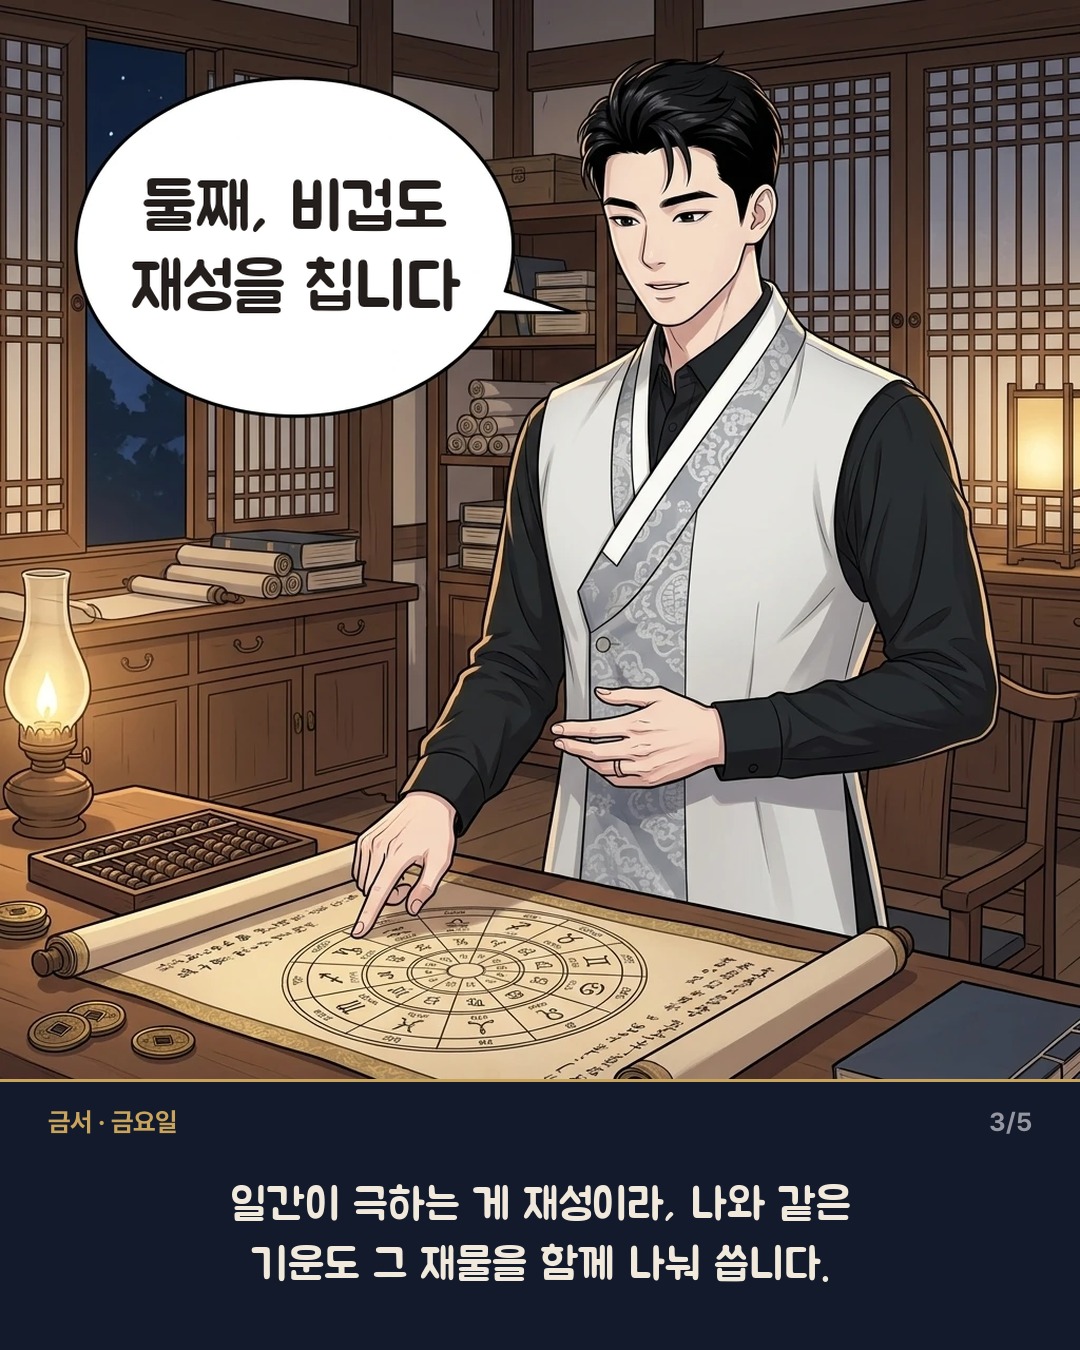 둘째, 비겁도
재성을 칩니다
금서 · 금요일
3/5
일간이 극하는 게 재성이라, 나와 같은
기운도 그 재물을 함께 나눠 씁니다.